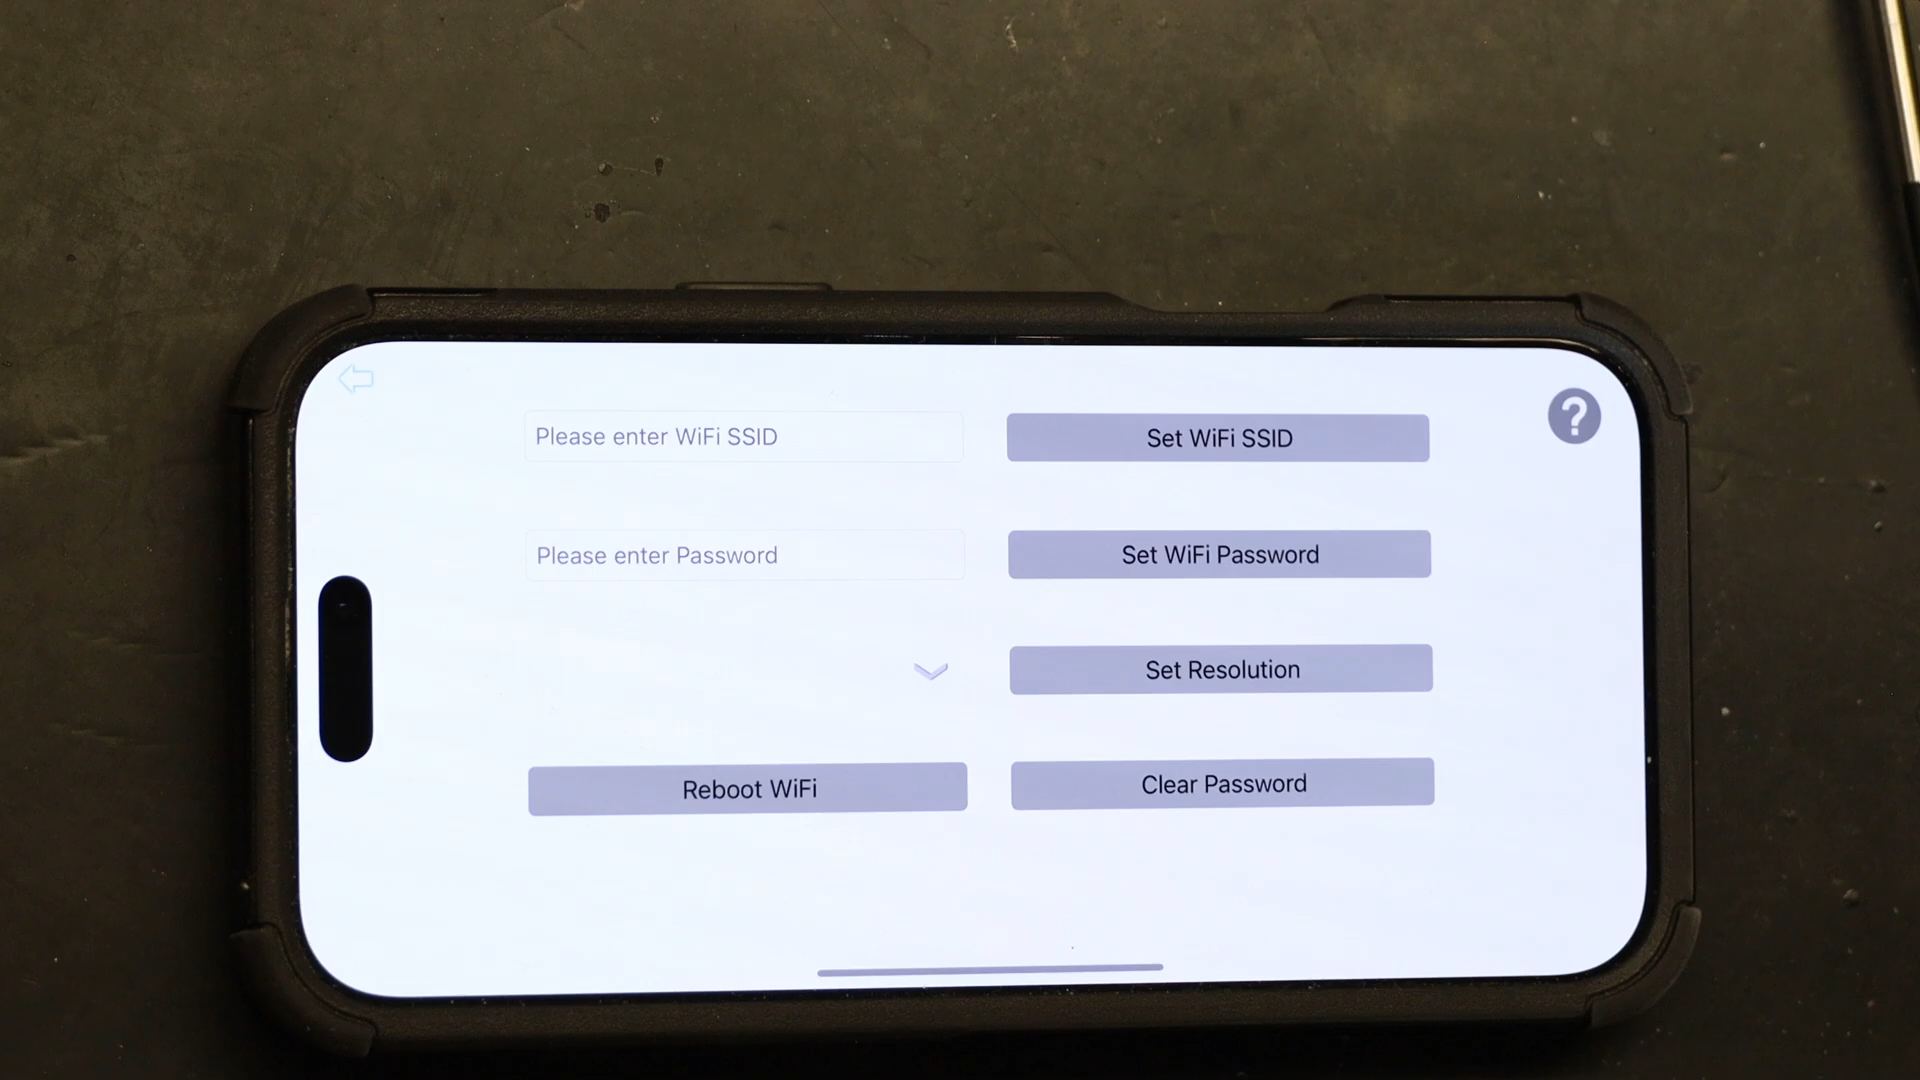 Please enter WiFi SSID
Set WiFi SSID
?
Please enter Password
Set WiFi Password
Set Resolution
Reboot WiFi
Clear Password